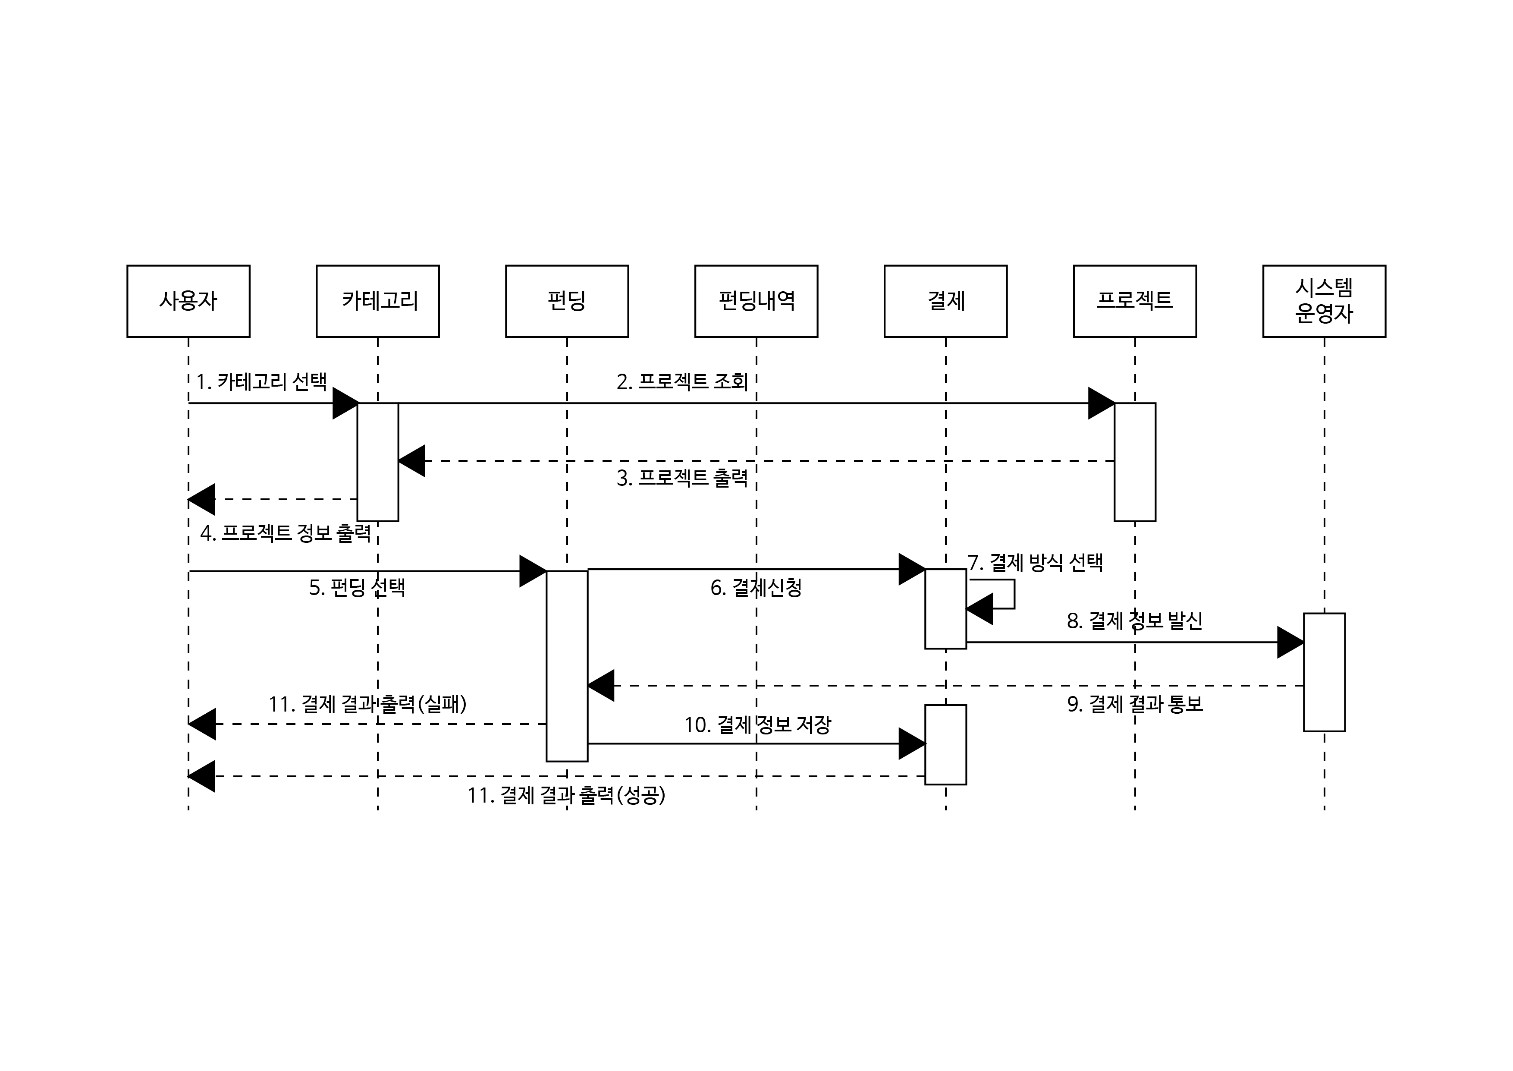 사용자
카테고리
펀딩
펀딩내역
결제
프로젝트
시스템
운영자
1. 카테고리 선택
2. 프로젝트 조회
3. 프로젝트 출력
4. 프로젝트 정보 출력
5. 펀딩 선택
6. 결제신청
7. 결제 방식 선택
8. 결제 정보 발신
9. 결제 결과 통보
11. 결제 결과 출력(실패)
10. 결제 정보 저장
11. 결제 결과 출력(성공)